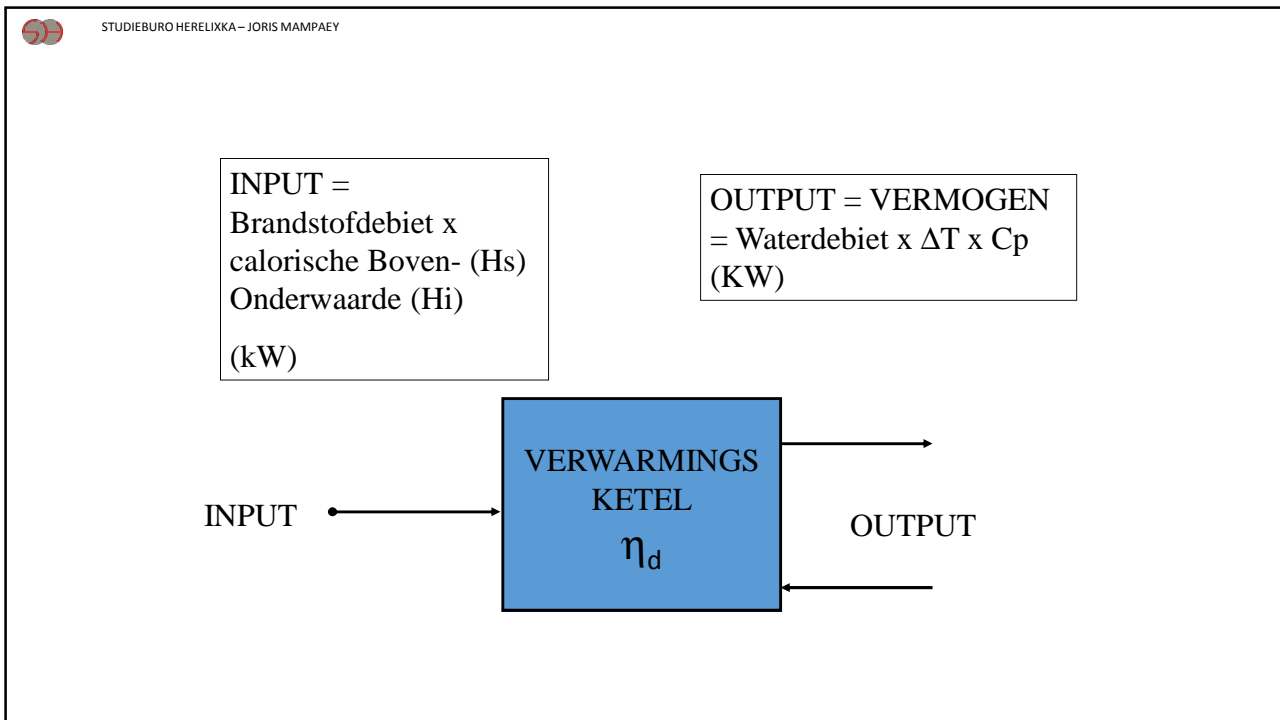 STUDIEBURO HERELIXKA – JORIS MAMPAEY
INPUT =
Brandstofdebiet x
calorische Boven- (Hs)
Onderwaarde (Hi)
(kW)
OUTPUT = VERMOGEN
= Waterdebiet x ΔT x Cp
(KW)
VERWARMINGS
KETEL
ηd
INPUT
OUTPUT